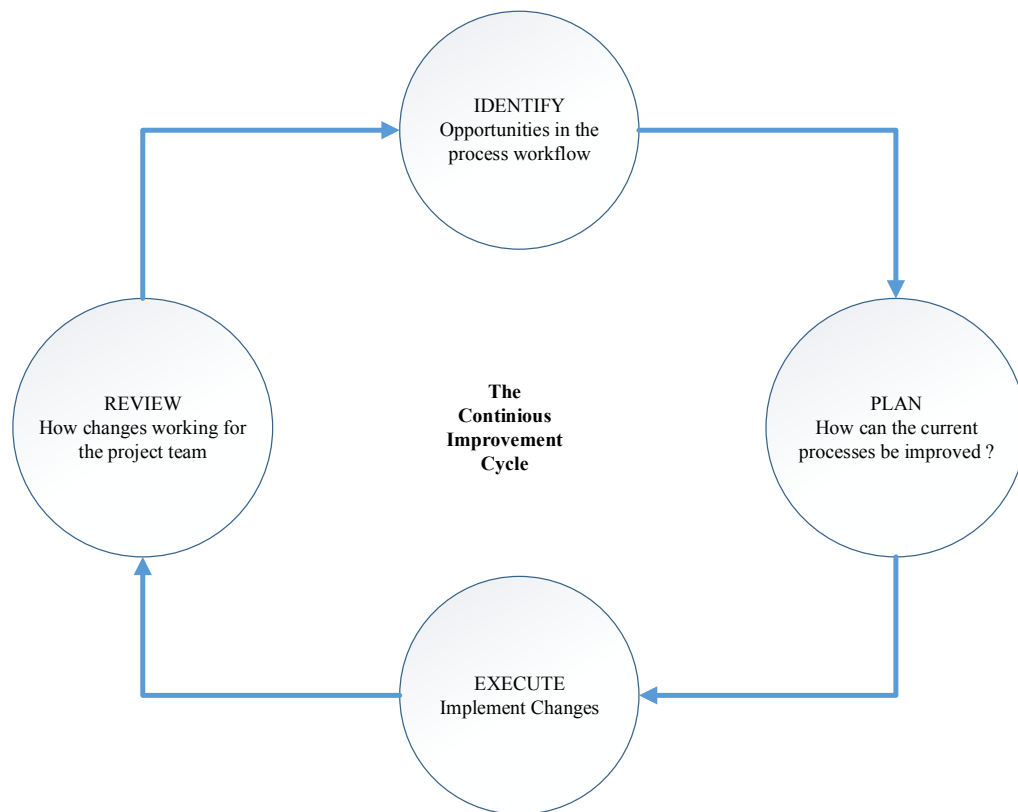 IDENTIFY
Opportunities in the
process workflow
REVIEW
How changes working for
the project team
The
Continious
Improvement
Cycle
PLAN
How can the current
processes be improved ?
EXECUTE
Implement Changes